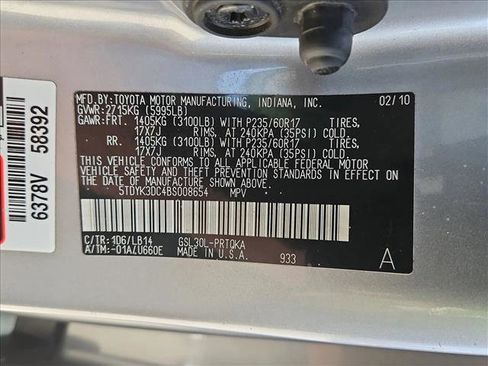 MFD. BY: TOYOTA MOTOR MANUFACTURING, INDIANA, INC. 02/10
GVWR: 2715KG (5995LB)
GAWR: FRT. 1405KG (3100LB) WITH P235/60R17 TIRES,
17X7J RIMS, AT 240KPA (35PSI) COLD.
RR. 1405KG (3100LB) WITH P235/60R17 TIRES,
17X7J RIMS, AT 240KPA (35PSI) COLD.
THIS VEHICLE CONFORMS TO ALL APPLICABLE FEDERAL MOTOR
VEHICLE SAFETY AND BUMPER STANDARDS IN EFFECT ON THE
DATE OF MANUFACTURE SHOWN ABOVE.
5TDYK3DC4BS008654 MPV
C/TR: 1D6/LB14 GSL30L-PRTQKA
A/TM: -01A/U660E MADE IN U.S.A. 933 A
6378V 58392